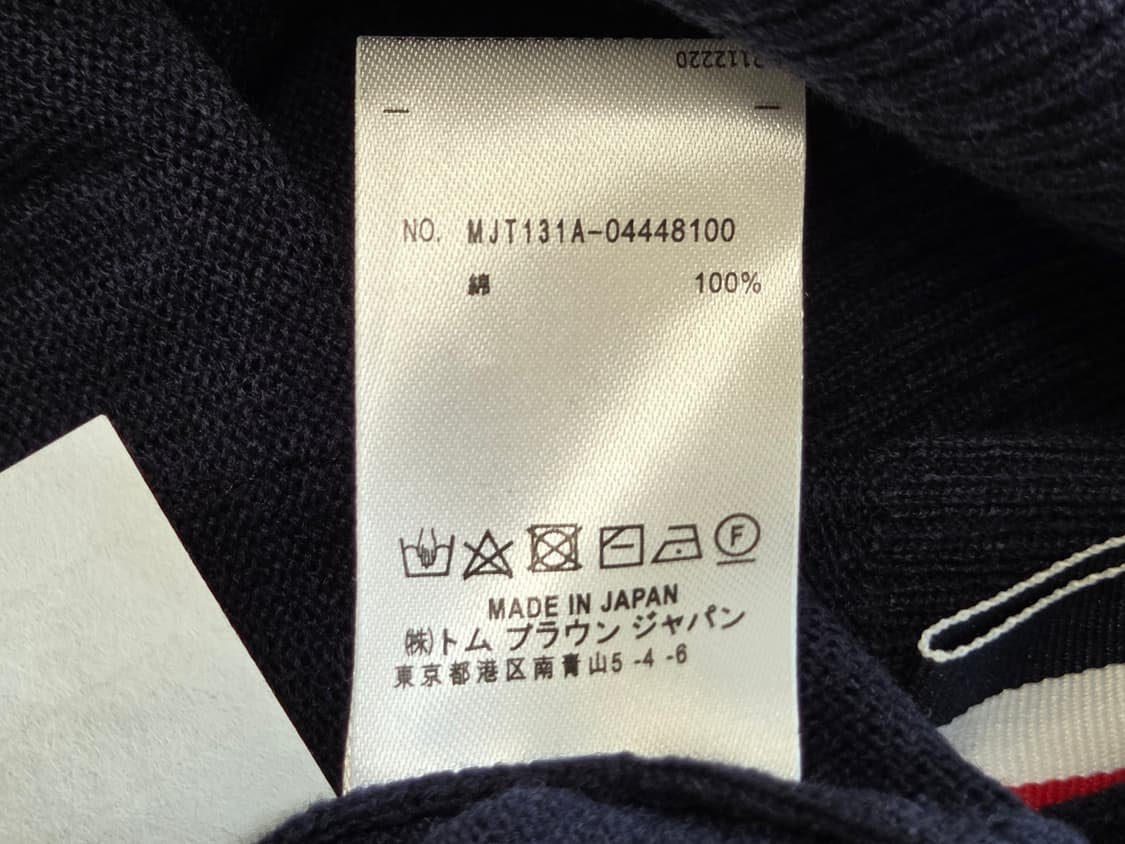 NO. MJT131A-04448100
綿 100%
F
MADE IN JAPAN
㈱トム ブラウン ジャパン
東京都港区南青山5-4-6